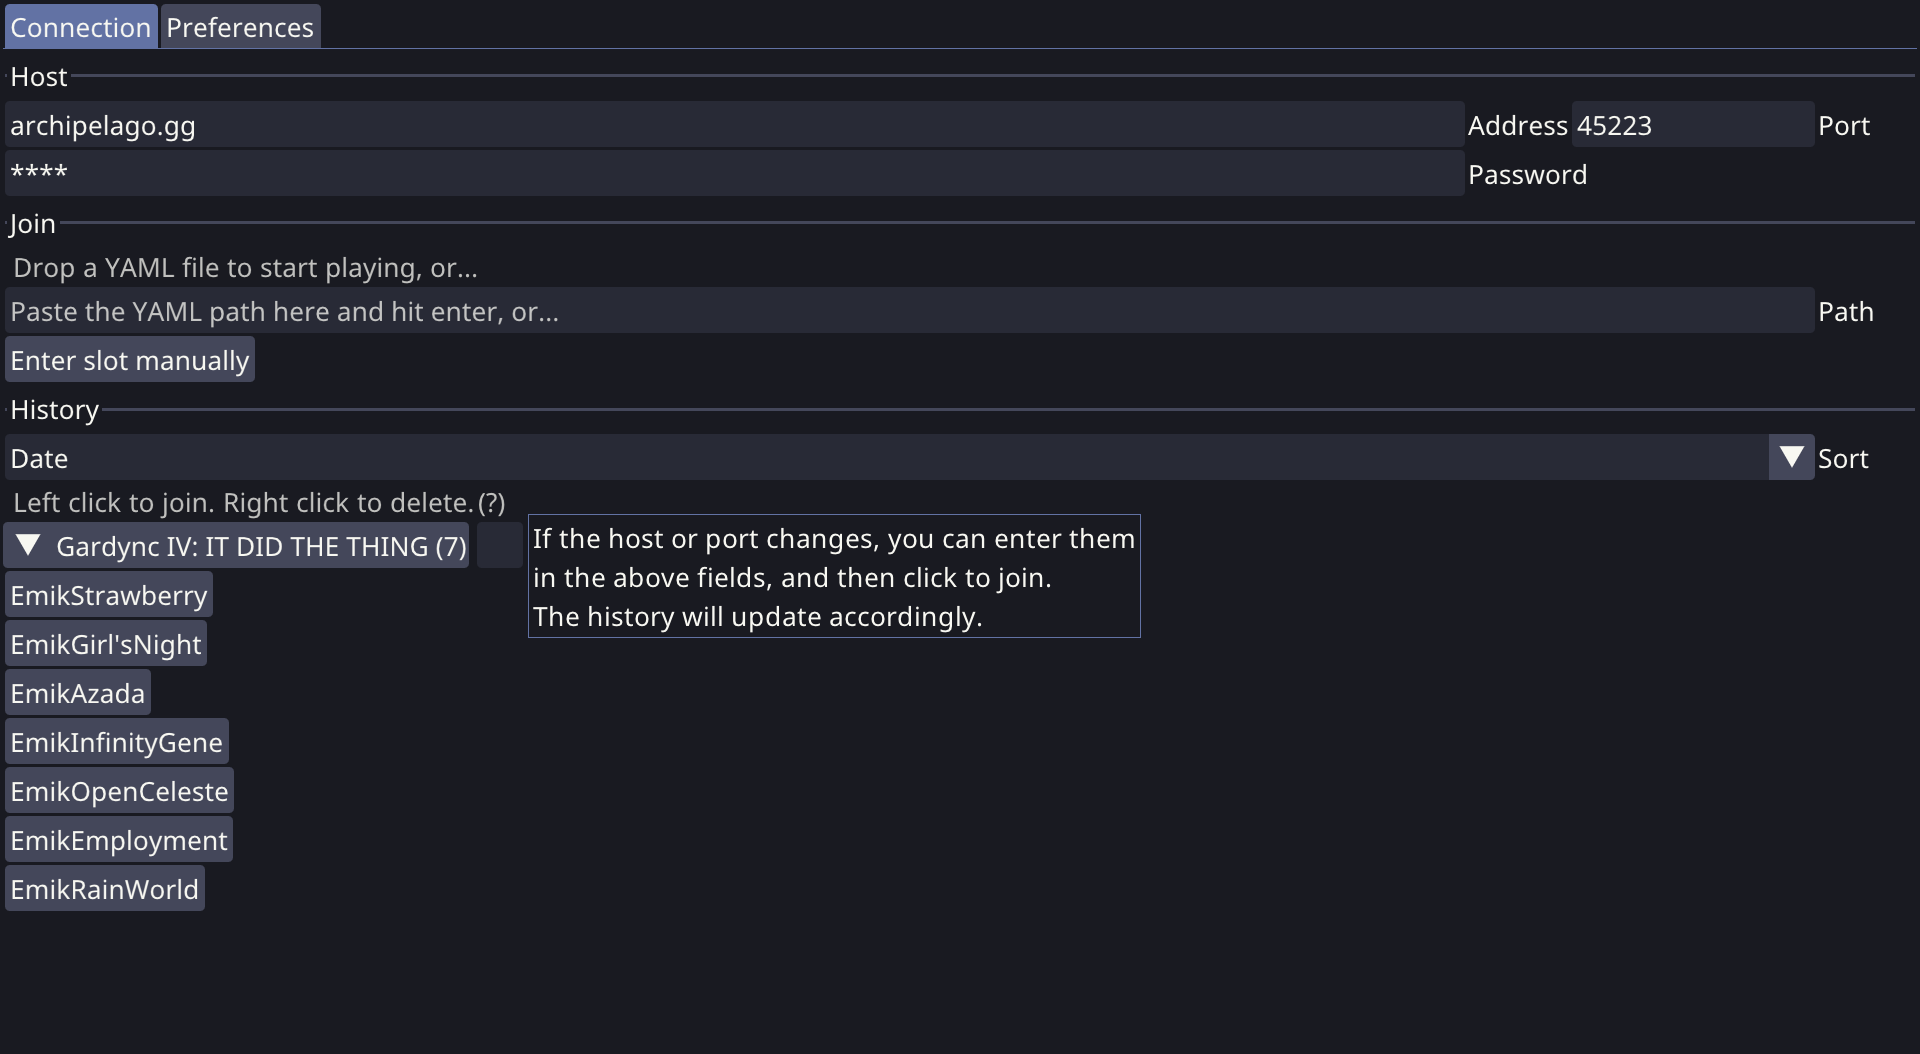 Connection Preferences
Host
archipelago.gg Address 45223 Port
**** Password
Join
Drop a YAML file to start playing, or...
Paste the YAML path here and hit enter, or... Path
Enter slot manually
History
Date Sort
Left click to join. Right click to delete. (?)
Gardync IV: IT DID THE THING (7)
If the host or port changes, you can enter them
in the above fields, and then click to join.
The history will update accordingly.
EmikStrawberry
EmikGirl'sNight
EmikAzada
EmikInfinityGene
EmikOpenCeleste
EmikEmployment
EmikRainWorld